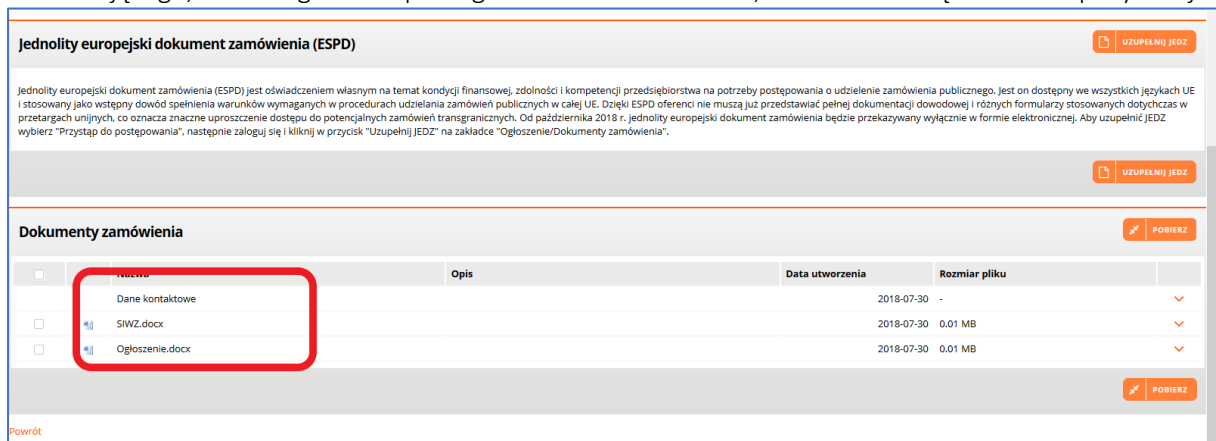 Jednolity europejski dokument zamówienia (ESPD)
UZUPEŁNIJ JEDZ
Jednolity europejski dokument zamówienia (ESPD) jest oświadczeniem własnym na temat kondycji finansowej, zdolności i kompetencji przedsiębiorstwa na potrzeby postępowania o udzielenie zamówienia publicznego. Jest on dostępny we wszystkich językach UE
i stosowany jako wstępny dowód spełnienia warunków wymaganych w procedurach udzielania zamówień publicznych w całej UE. Dzięki ESPD oferenci nie muszą już przedstawiać pełnej dokumentacji dowodowej i różnych formularzy stosowanych dotychczas w
przetargach unijnych, co oznacza znaczne uproszczenie dostępu do potencjalnych zamówień transgranicznych. Od października 2018 r. jednolity europejski dokument zamówienia będzie przekazywany wyłącznie w formie elektronicznej. Aby uzupełnić JEDZ
wybierz "Przystąp do postępowania", następnie zaloguj się i kliknij w przycisk "Uzupełnij JEDZ" na zakładce "Ogłoszenie/Dokumenty zamówienia".
UZUPEŁNIJ JEDZ
Dokumenty zamówienia
POBIERZ
Nazwa Opis Data utworzenia Rozmiar pliku
Dane kontaktowe 2018-07-30 -
SIWZ.docx 2018-07-30 0.01 MB
Ogłoszenie.docx 2018-07-30 0.01 MB
POBIERZ
Powrót